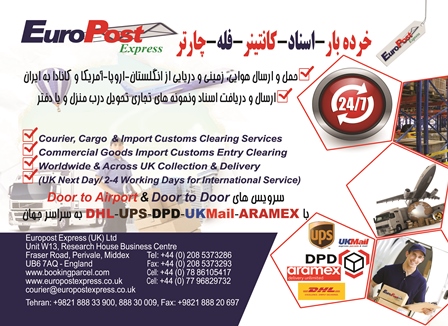 EuroPost
Express
خرده بار-اسناد-کانتینر-فله-چارتر
EuroPost
حمل و ارسال هوایی، زمینی و دریایی از انگلستان-اروپا-آمریکا و کانادا به ایران
ارسال و دریافت اسناد ونمونه های تجاری تحویل درب منزل و یا دفتر
24/7
Courier, Cargo & Import Customs Clearing Services
Commercial Goods Import Customs Entry Clearing
Worldwide & Across UK Collection & Delivery
(UK Next Day/ 2-4 Working Days for International Service)
سرویس های Door to Airport & Door to Door
با DHL-UPS-DPD-UKMail-ARAMEX به سراسر جهان
Europost Express (UK) Ltd
Unit W13, Research House Business Centre
Fraser Road, Perivale, Middex
Tel: +44 (0) 208 5373286
UB6 7AQ - England
Fax: +44 (0) 208 5373293
www.bookingparcel.com
Cel: +44 (0) 78 86105417
www.europostexpress.co.uk
Cel: +44 (0) 77 96829732
courier@europostexpress.co.uk
Tehran: +9821 888 33 900, 888 30 009, Fax: +9821 888 20 697
ups
UKMail
DPD
aramex
delivery unlimited
DHL